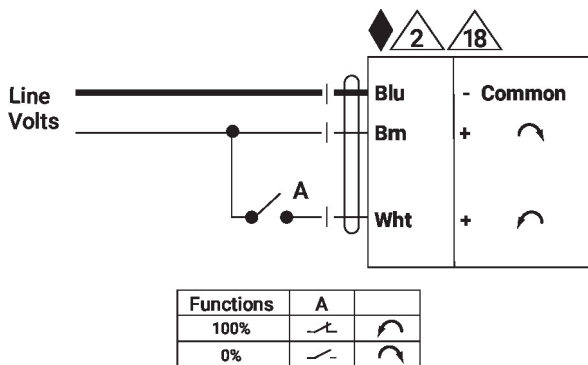 2 18
Line
Volts
Blu - Common
Brn +
A
Wht +
Functions A
100%
0%